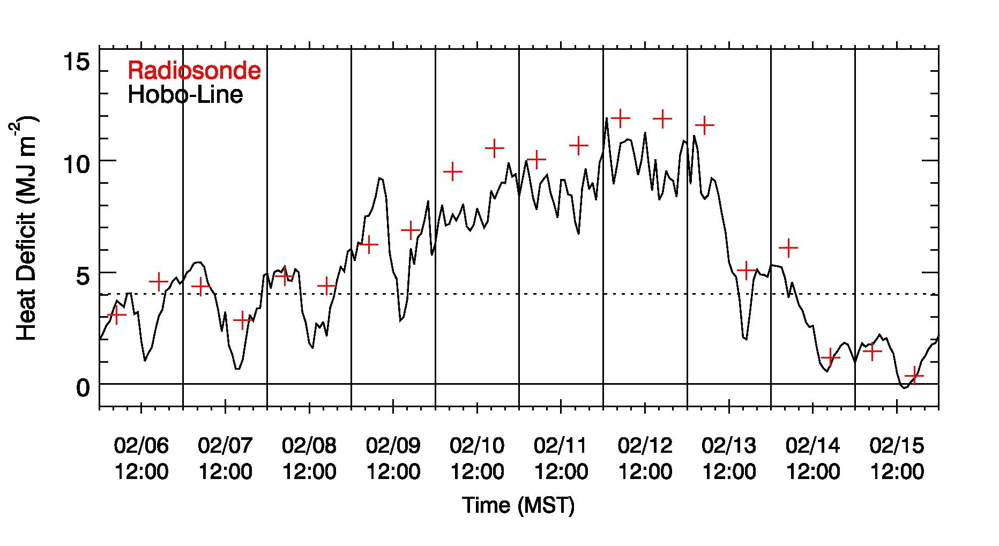 15
Radiosonde
Hobo-Line
10
5
0
Heat Deficit (MJ m-2)
02/06 02/07 02/08 02/09 02/10 02/11 02/12 02/13 02/14 02/15
12:00 12:00 12:00 12:00 12:00 12:00 12:00 12:00 12:00 12:00
Time (MST)